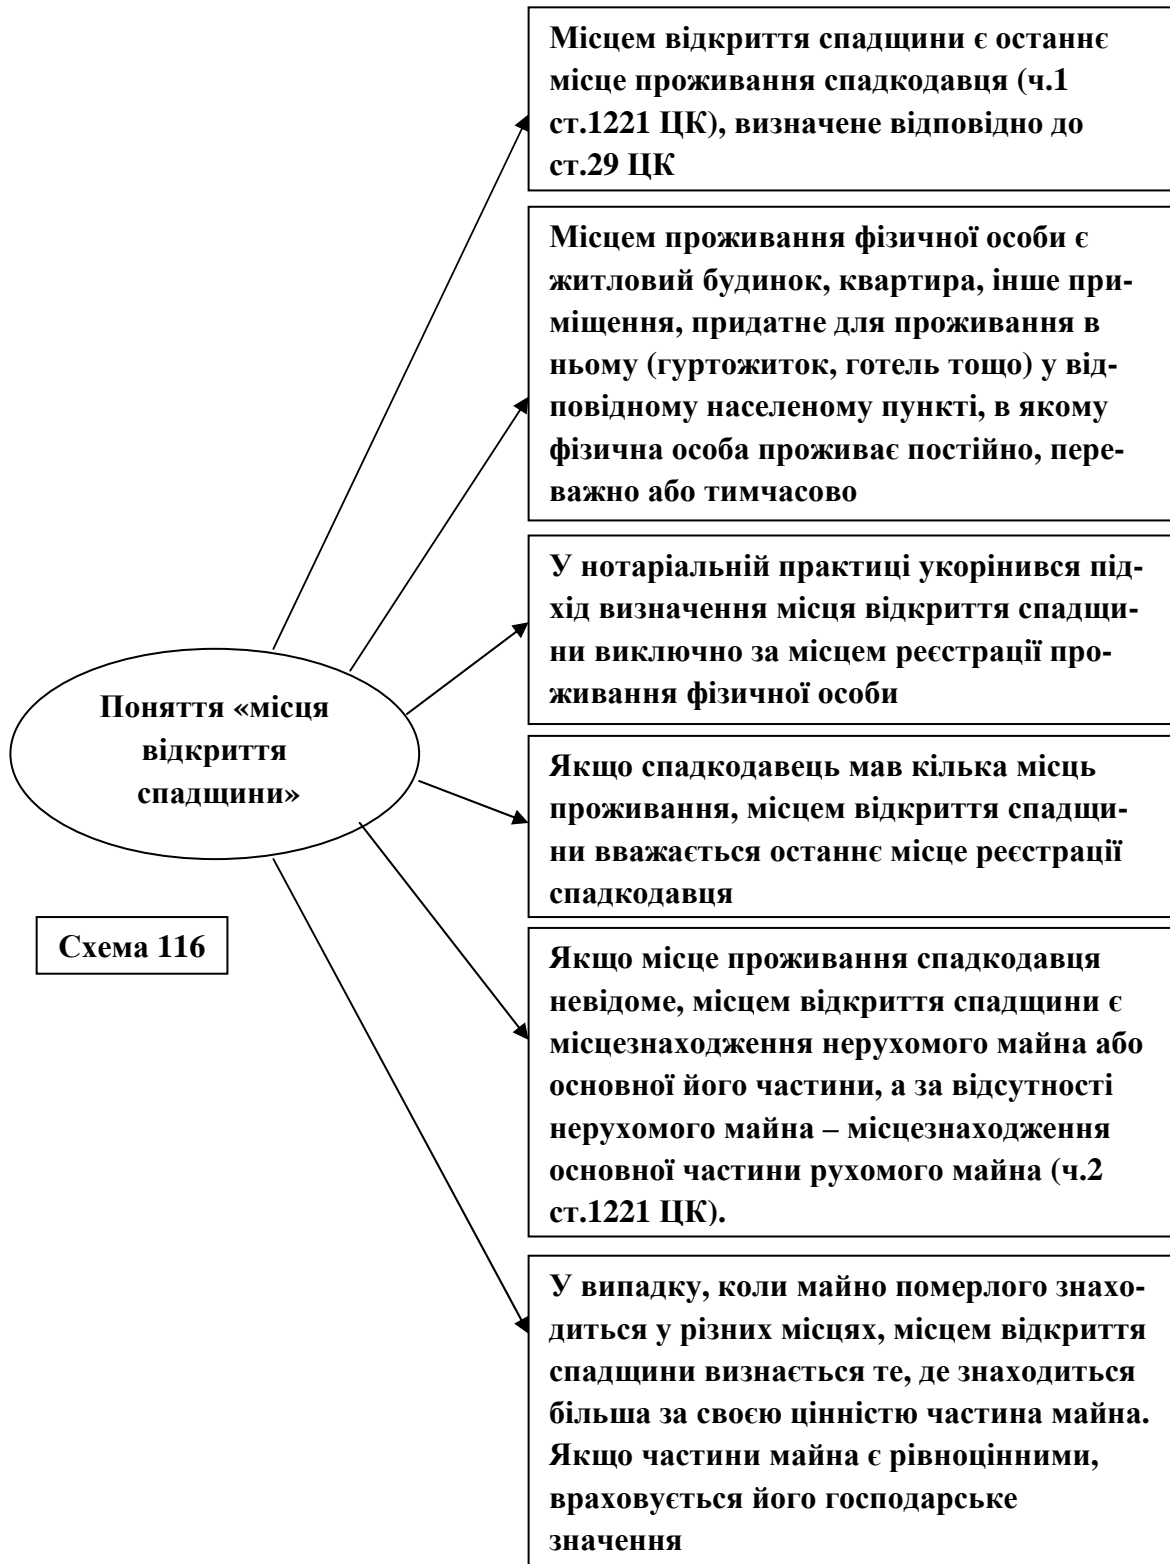 Місцем відкриття спадщини є останнє
місце проживання спадкодавця (ч.1
ст.1221 ЦК), визначене відповідно до
ст.29 ЦК
Місцем проживання фізичної особи є
житловий будинок, квартира, інше при-
міщення, придатне для проживання в
ньому (гуртожиток, готель тощо) у від-
повідному населеному пункті, в якому
фізична особа проживає постійно, пере-
важно або тимчасово
У нотаріальній практиці укорінився під-
хід визначення місця відкриття спадщи-
ни виключно за місцем реєстрації про-
живання фізичної особи
Поняття «місця
відкриття
спадщини»
Якщо спадкодавець мав кілька місць
проживання, місцем відкриття спадщи-
ни вважається останнє місце реєстрації
спадкодавця
Схема 116
Якщо місце проживання спадкодавця
невідоме, місцем відкриття спадщини є
місцезнаходження нерухомого майна або
основної його частини, а за відсутності
нерухомого майна – місцезнаходження
основної частини рухомого майна (ч.2
ст.1221 ЦК).
У випадку, коли майно померлого знахо-
диться у різних місцях, місцем відкриття
спадщини визнається те, де знаходиться
більша за своєю цінністю частина майна.
Якщо частини майна є рівноцінними,
враховується його господарське
значення